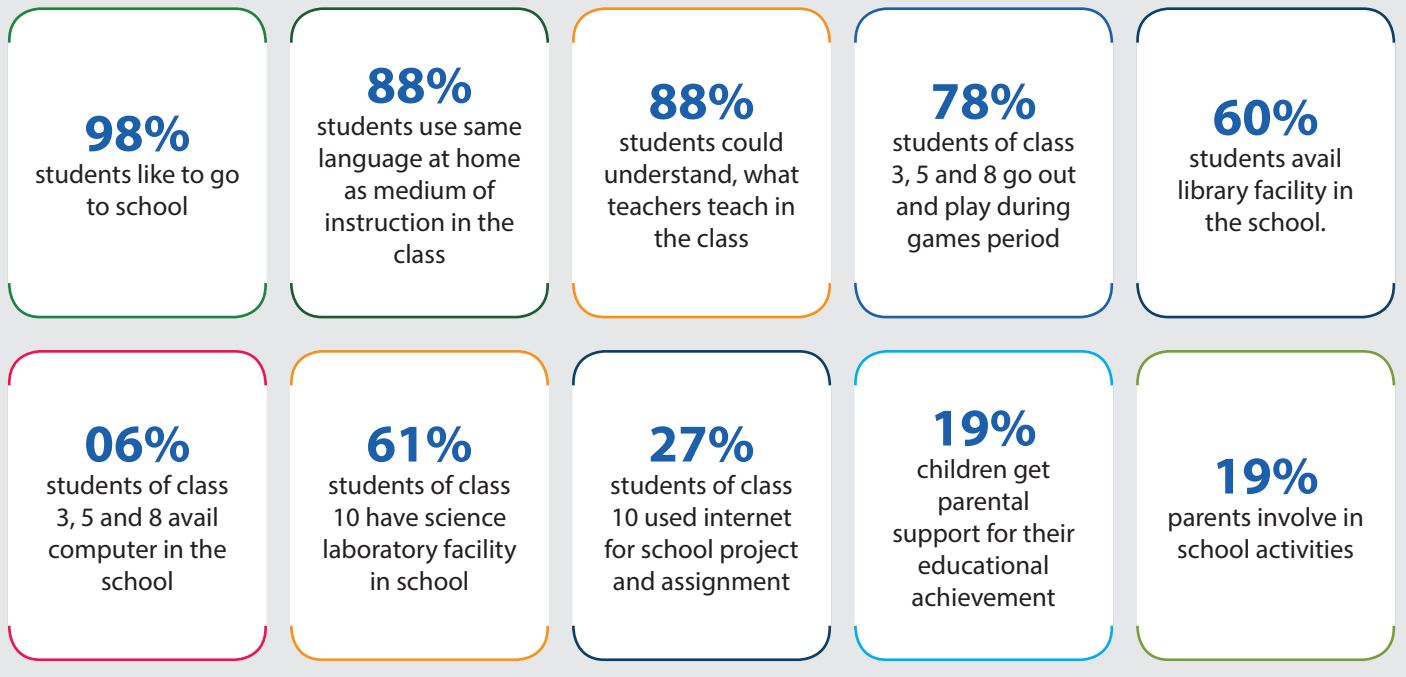 98%
students like to go
to school
88%
students use same
language at home
as medium of
instruction in the
class
88%
students could
understand, what
teachers teach in
the class
78%
students of class
3, 5 and 8 go out
and play during
games period
60%
students avail
library facility in
the school.
06%
students of class
3, 5 and 8 avail
computer in the
school
61%
students of class
10 have science
laboratory facility
in school
27%
students of class
10 used internet
for school project
and assignment
19%
children get
parental
support for their
educational
achievement
19%
parents involve in
school activities